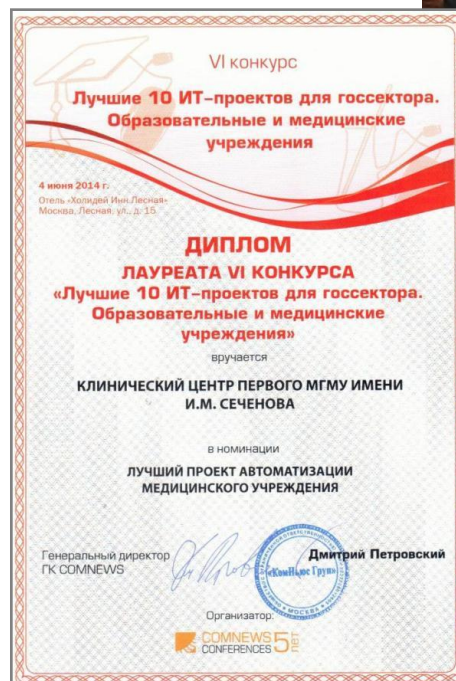 VI конкурс
Лучшие 10 ИТ-проектов для госсектора.
Образовательные и медицинские
учреждения
4 июня 2014 г.
Отель «Холидей Инн Лесная»
Москва, Лесная, ул., д. 15
ДИПЛОМ
ЛАУРЕАТА VI КОНКУРСА
«Лучшие 10 ИТ-проектов для госсектора.
Образовательные и медицинские
учреждения»
вручается
КЛИНИЧЕСКИЙ ЦЕНТР ПЕРВОГО МГМУ ИМЕНИ
И.М. СЕЧЕНОВА
в номинации
ЛУЧШИЙ ПРОЕКТ АВТОМАТИЗАЦИИ
МЕДИЦИНСКОГО УЧРЕЖДЕНИЯ
Генеральный директор
ГК COMNEWS
Дмитрий Петровский
«КомНьюс Груп»
МОСКВА
Организатор:
COMNEWS
CONFERENCES
5 ЛЕТ